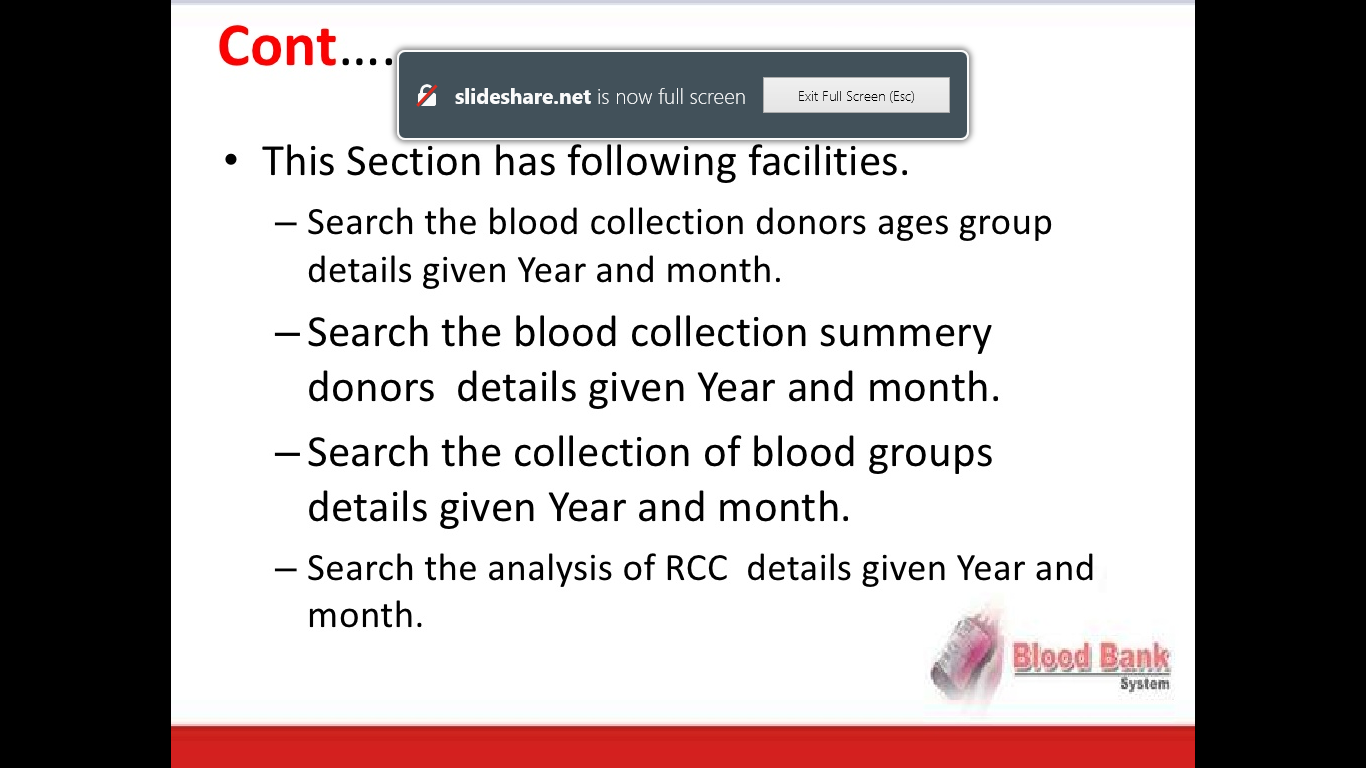 Cont....
slideshare.net is now full screen
Exit Full Screen (Esc)
• This Section has following facilities.
– Search the blood collection donors ages group
details given Year and month.
– Search the blood collection summery
donors  details given Year and month.
– Search the collection of blood groups
details given Year and month.
– Search the analysis of RCC  details given Year and
month.
Blood Bank
System